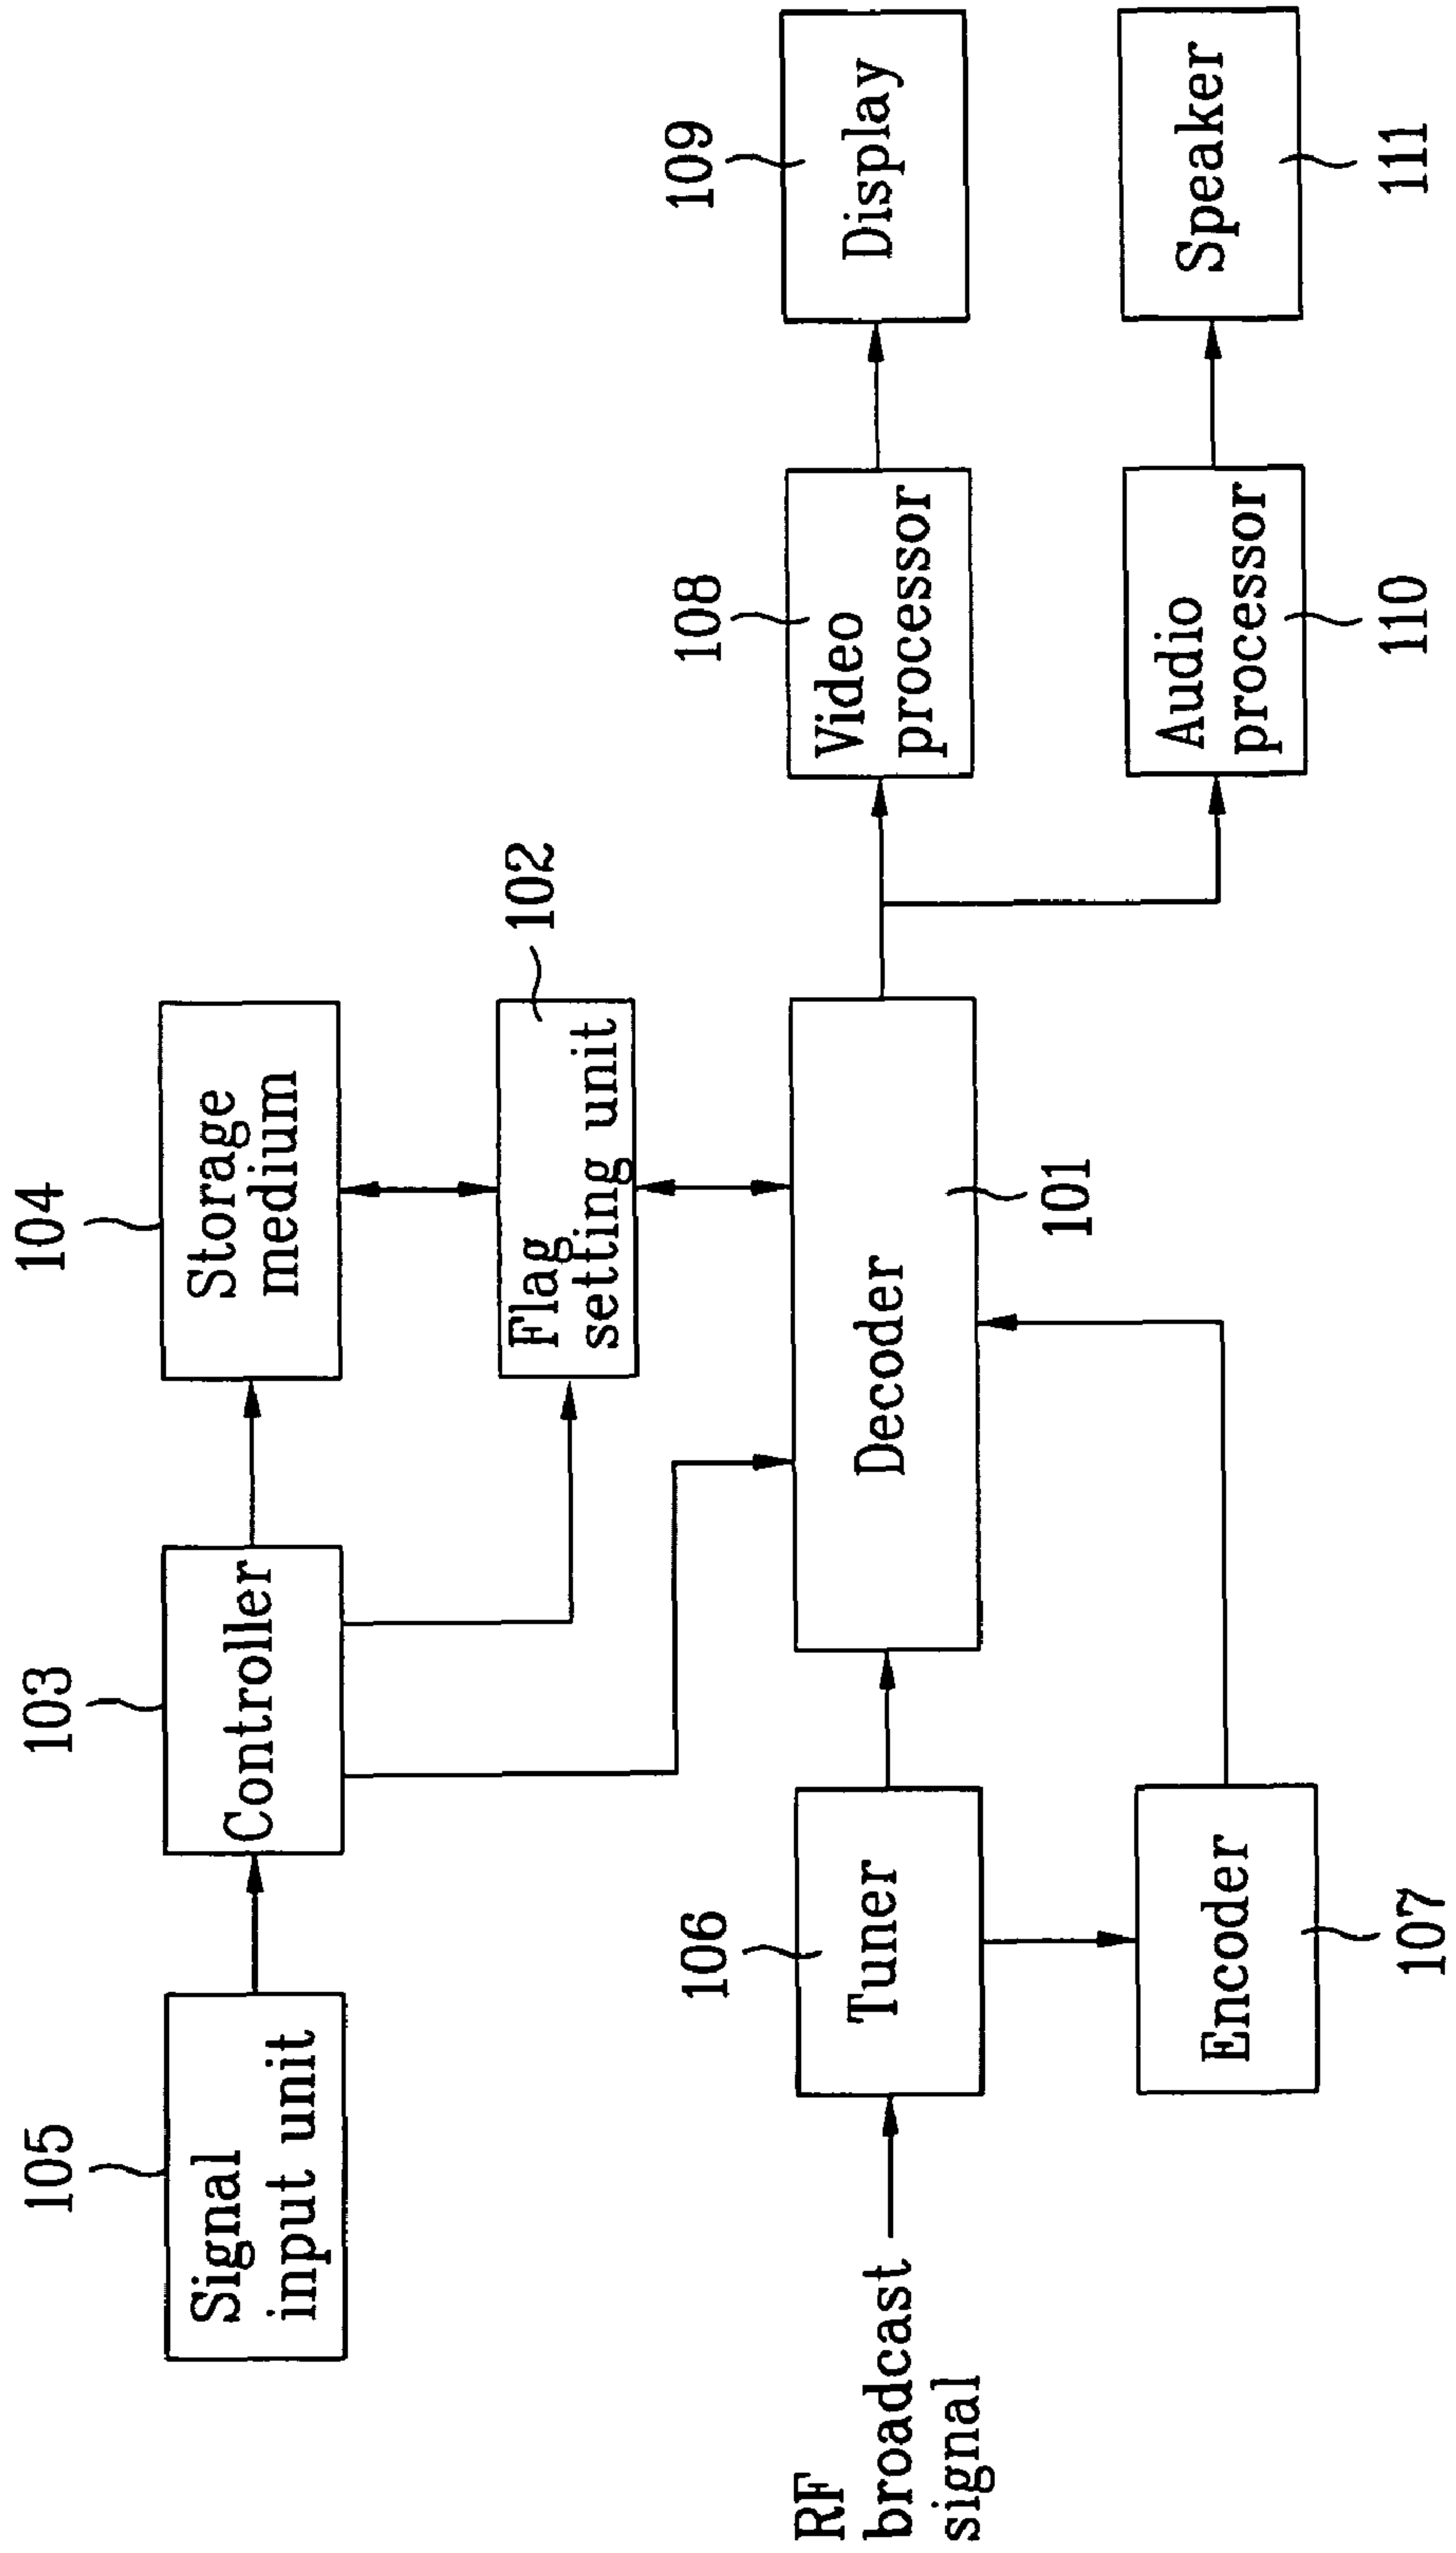 105
Signal
input unit
103
Controller
104
Storage
medium
102
Flag
setting unit
RF
broadcast
signal
106
Tuner
Decoder
101
108
Video
processor
109
Display
Encoder
107
Audio
processor
110
Speaker
111